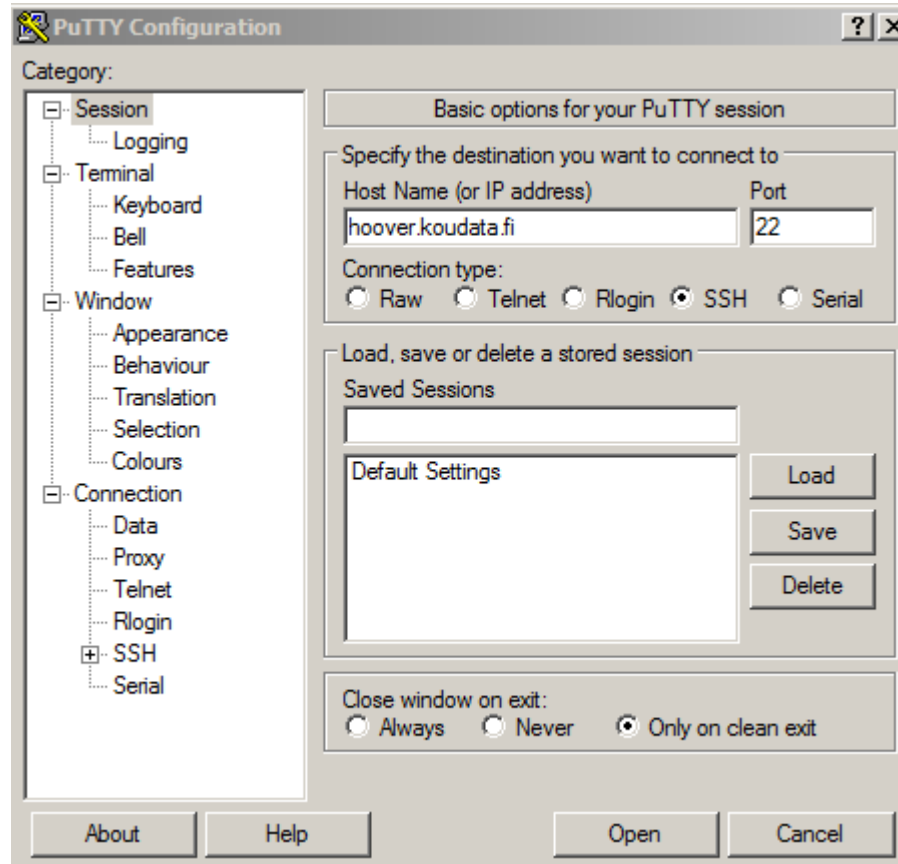 PuTTY Configuration
Category:
Session
Logging
Terminal
Keyboard
Bell
Features
Window
Appearance
Behaviour
Translation
Selection
Colours
Connection
Data
Proxy
Telnet
Rlogin
SSH
Serial
Basic options for your PuTTY session
Specify the destination you want to connect to
Host Name (or IP address) Port
hoover.koudata.fi 22
Connection type:
Raw Telnet Rlogin SSH Serial
Load, save or delete a stored session
Saved Sessions
Default Settings
Load
Save
Delete
Close window on exit:
Always Never Only on clean exit
About Help Open Cancel